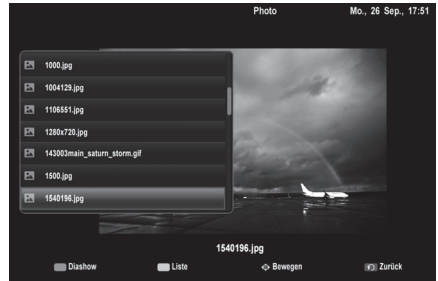 Photo Mo., 26 Sep., 17:51
1000.jpg
1004129.jpg
1106551.jpg
1280x720.jpg
143003main_saturn_storm.gif
1500.jpg
1540196.jpg
1540196.jpg
Diashow Liste Bewegen Zurück